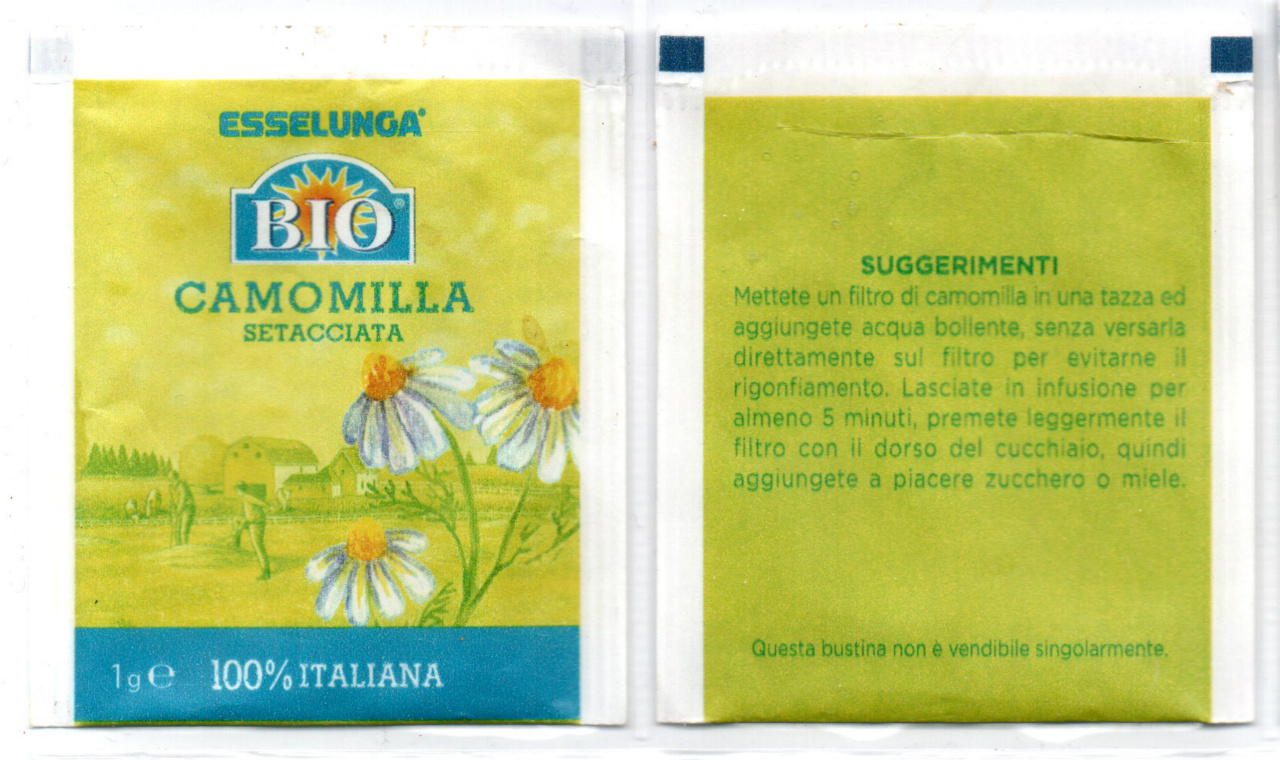 ESSELUNGA®
BIO®
CAMOMILLA
SETACCIATA
1g ℮ 100% ITALIANA
SUGGERIMENTI
Mettete un filtro di camomilla in una tazza ed
aggiungete acqua bollente, senza versarla
direttamente sul filtro per evitarne il
rigonfiamento. Lasciate in infusione per
almeno 5 minuti, premete leggermente il
filtro con il dorso del cucchiaio, quindi
aggiungete a piacere zucchero o miele.
Questa bustina non è vendibile singolarmente.